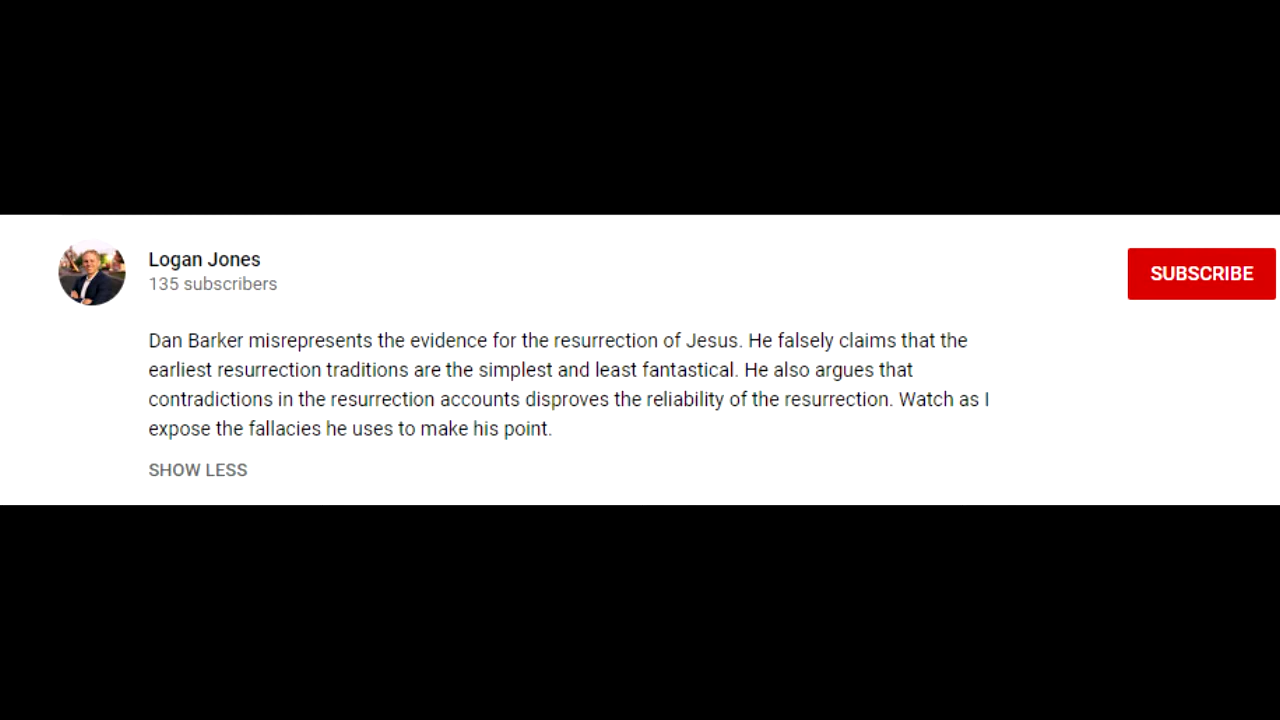 Logan Jones
135 subscribers
SUBSCRIBE
Dan Barker misrepresents the evidence for the resurrection of Jesus. He falsely claims that the
earliest resurrection traditions are the simplest and least fantastical. He also argues that
contradictions in the resurrection accounts disproves the reliability of the resurrection. Watch as I
expose the fallacies he uses to make his point.
SHOW LESS